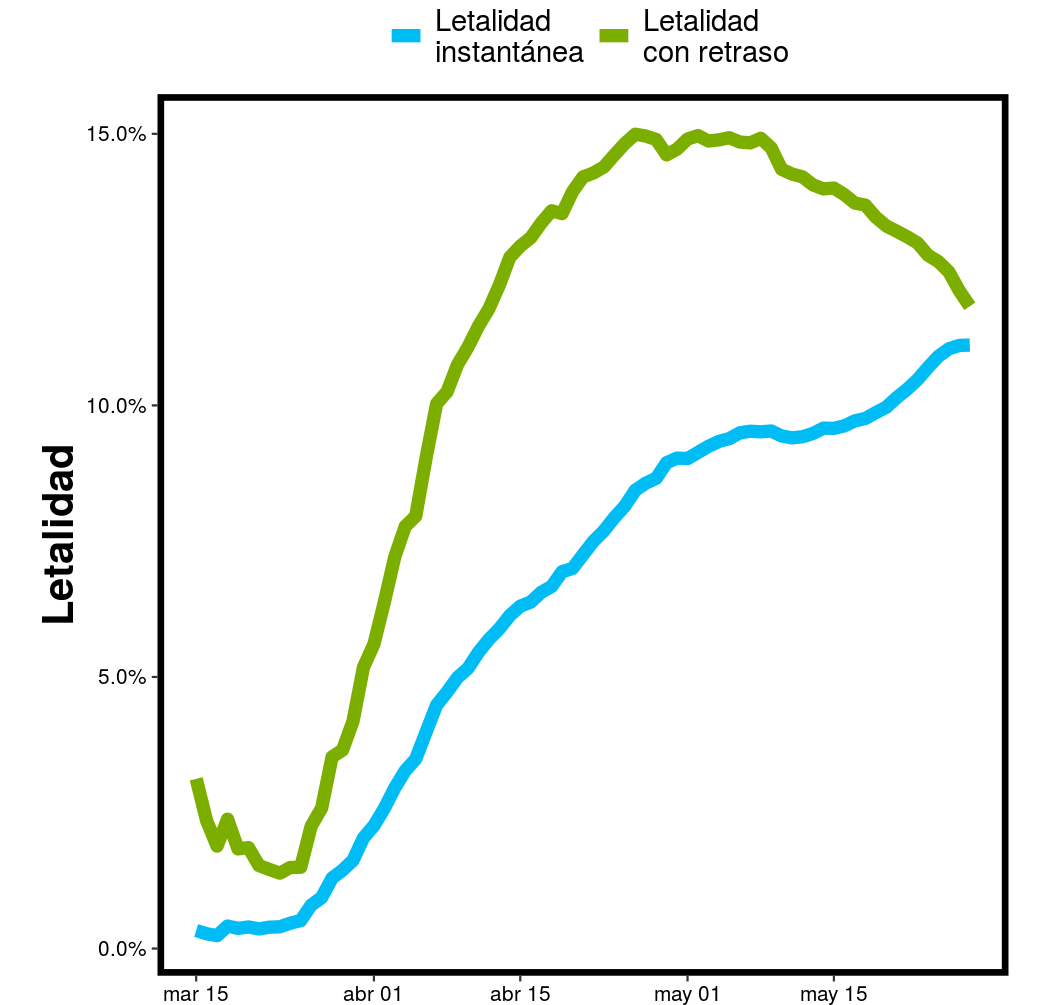 Letalidad
instantánea
Letalidad
con retraso
Letalidad
15.0%
10.0%
5.0%
0.0%
mar 15
abr 01
abr 15
may 01
may 15